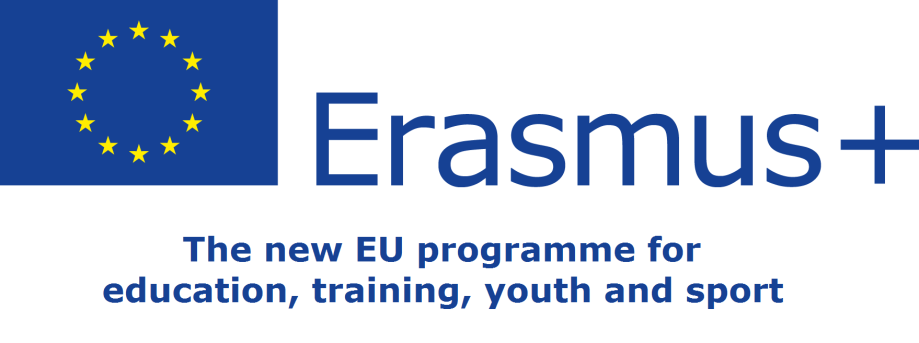 Erasmus+
The new EU programme for
education, training, youth and sport